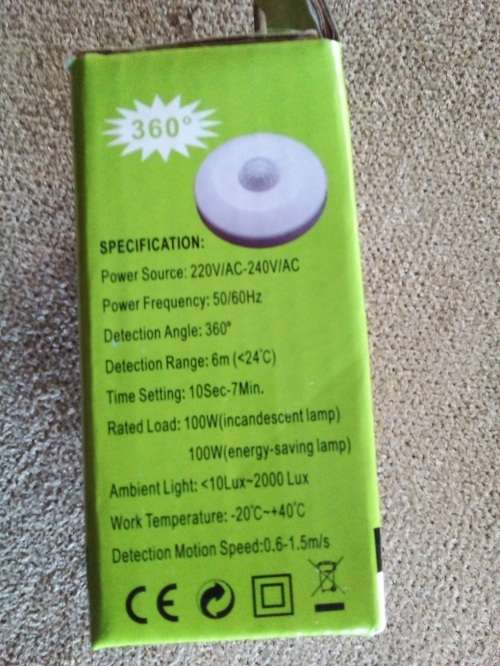 360°
SPECIFICATION:
Power Source: 220V/AC-240V/AC
Power Frequency: 50/60Hz
Detection Angle: 360°
Detection Range: 6m (<24℃)
Time Setting: 10Sec-7Min.
Rated Load: 100W(incandescent lamp)
100W(energy-saving lamp)
Ambient Light: <10Lux~2000 Lux
Work Temperature: -20℃~+40℃
Detection Motion Speed:0.6-1.5m/s
CE